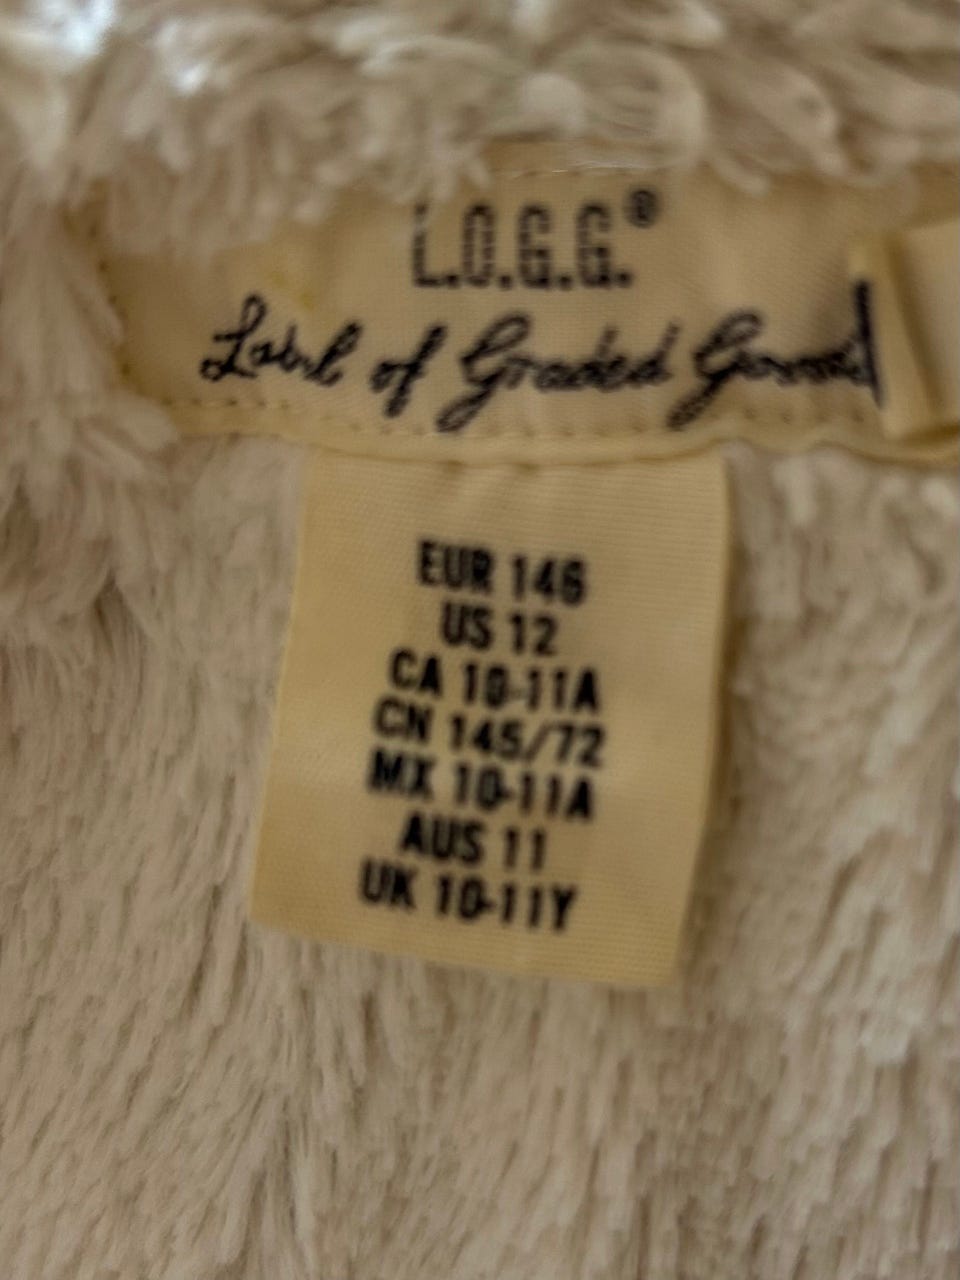 L.O.G.G.®
Label of Graded Goods
EUR 146
US 12
CA 10-11A
CN 145/72
MX 10-11A
AUS 11
UK 10-11Y